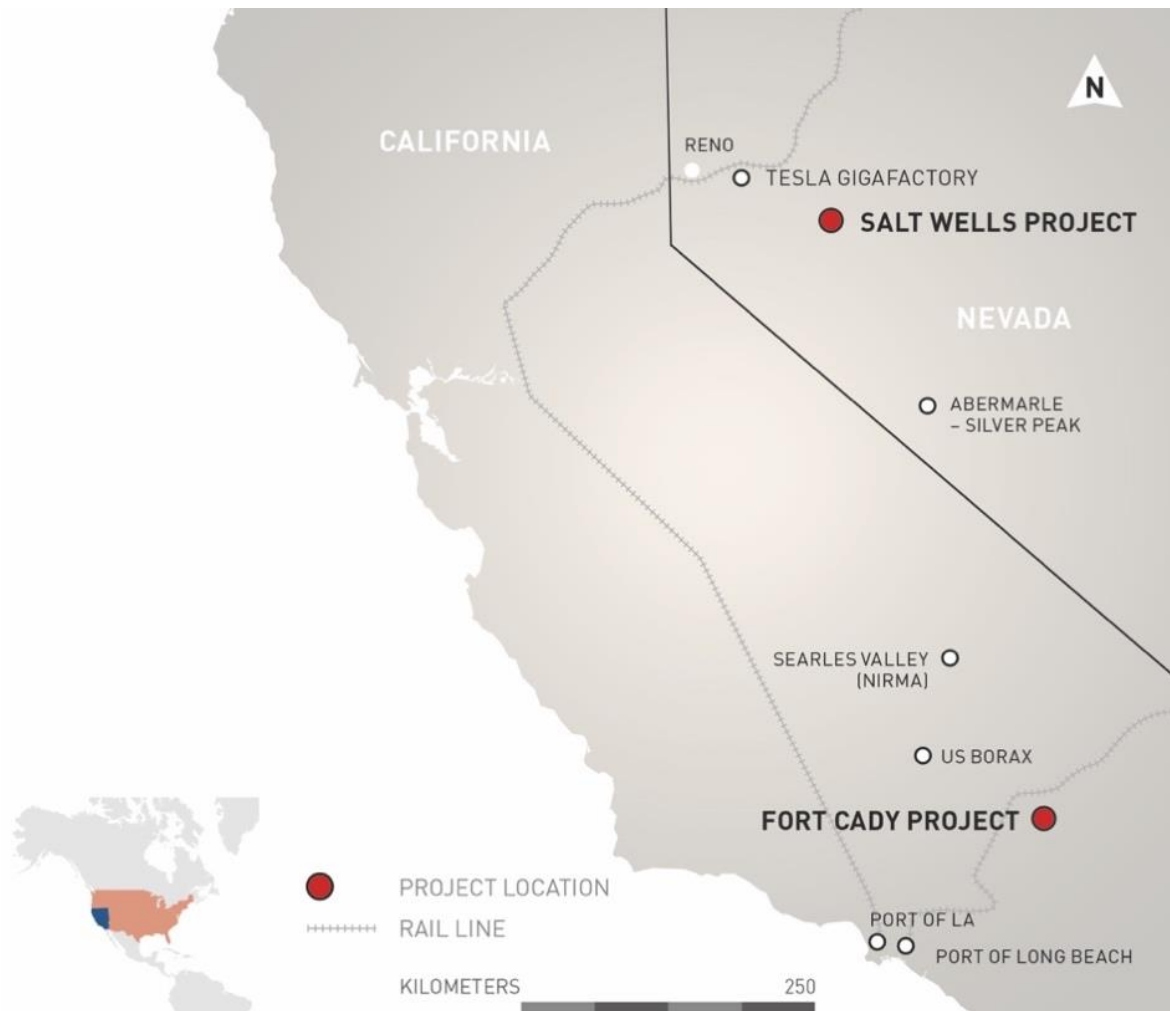 N
CALIFORNIA
RENO
TESLA GIGAFACTORY
SALT WELLS PROJECT
NEVADA
ABERMARLE
– SILVER PEAK
SEARLES VALLEY
(NIRMA)
US BORAX
FORT CADY PROJECT
PROJECT LOCATION
RAIL LINE
PORT OF LA
PORT OF LONG BEACH
KILOMETERS 250